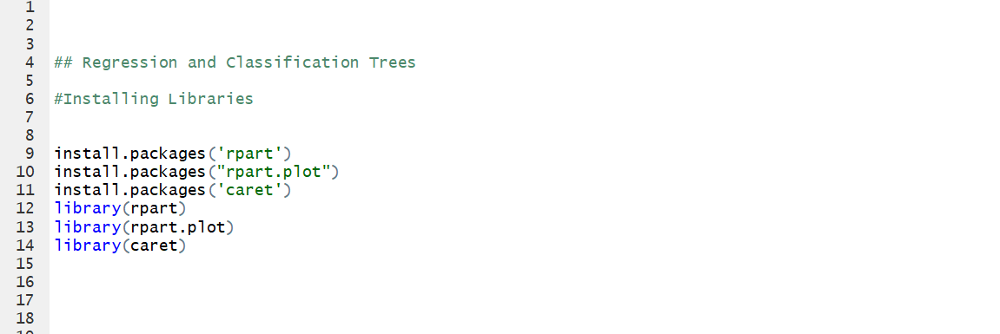 1
2
3
4 ## Regression and Classification Trees
5
6 #Installing Libraries
7
8
9 install.packages('rpart')
10 install.packages("rpart.plot")
11 install.packages('caret')
12 library(rpart)
13 library(rpart.plot)
14 library(caret)
15
16
17
18
19